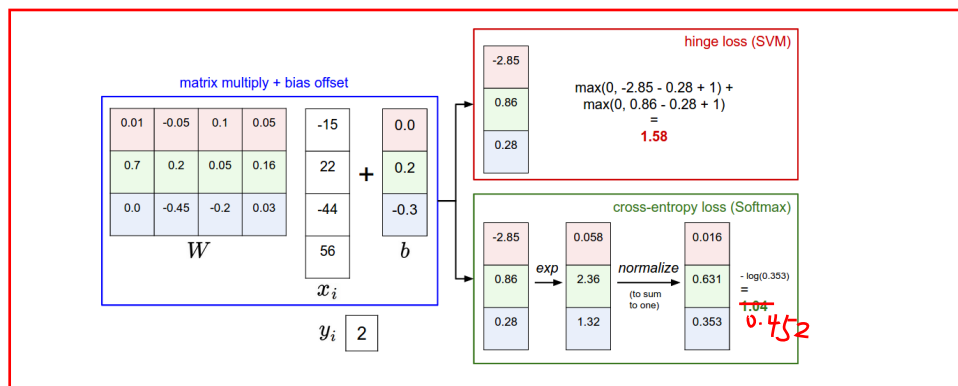 matrix multiply + bias offset
0.01 -0.05 0.1 0.05
0.7 0.2 0.05 0.16
0.0 -0.45 -0.2 0.03
W
-15
22
-44
56
x_i
+
0.0
0.2
-0.3
b
y_i 2
hinge loss (SVM)
-2.85
0.86
0.28
max(0, -2.85 - 0.28 + 1) +
max(0, 0.86 - 0.28 + 1)
=
1.58
cross-entropy loss (Softmax)
-2.85
0.86
0.28
exp
0.058
2.36
1.32
normalize
(to sum
to one)
0.016
0.631
0.353
- log(0.353)
=
1.04
0.452